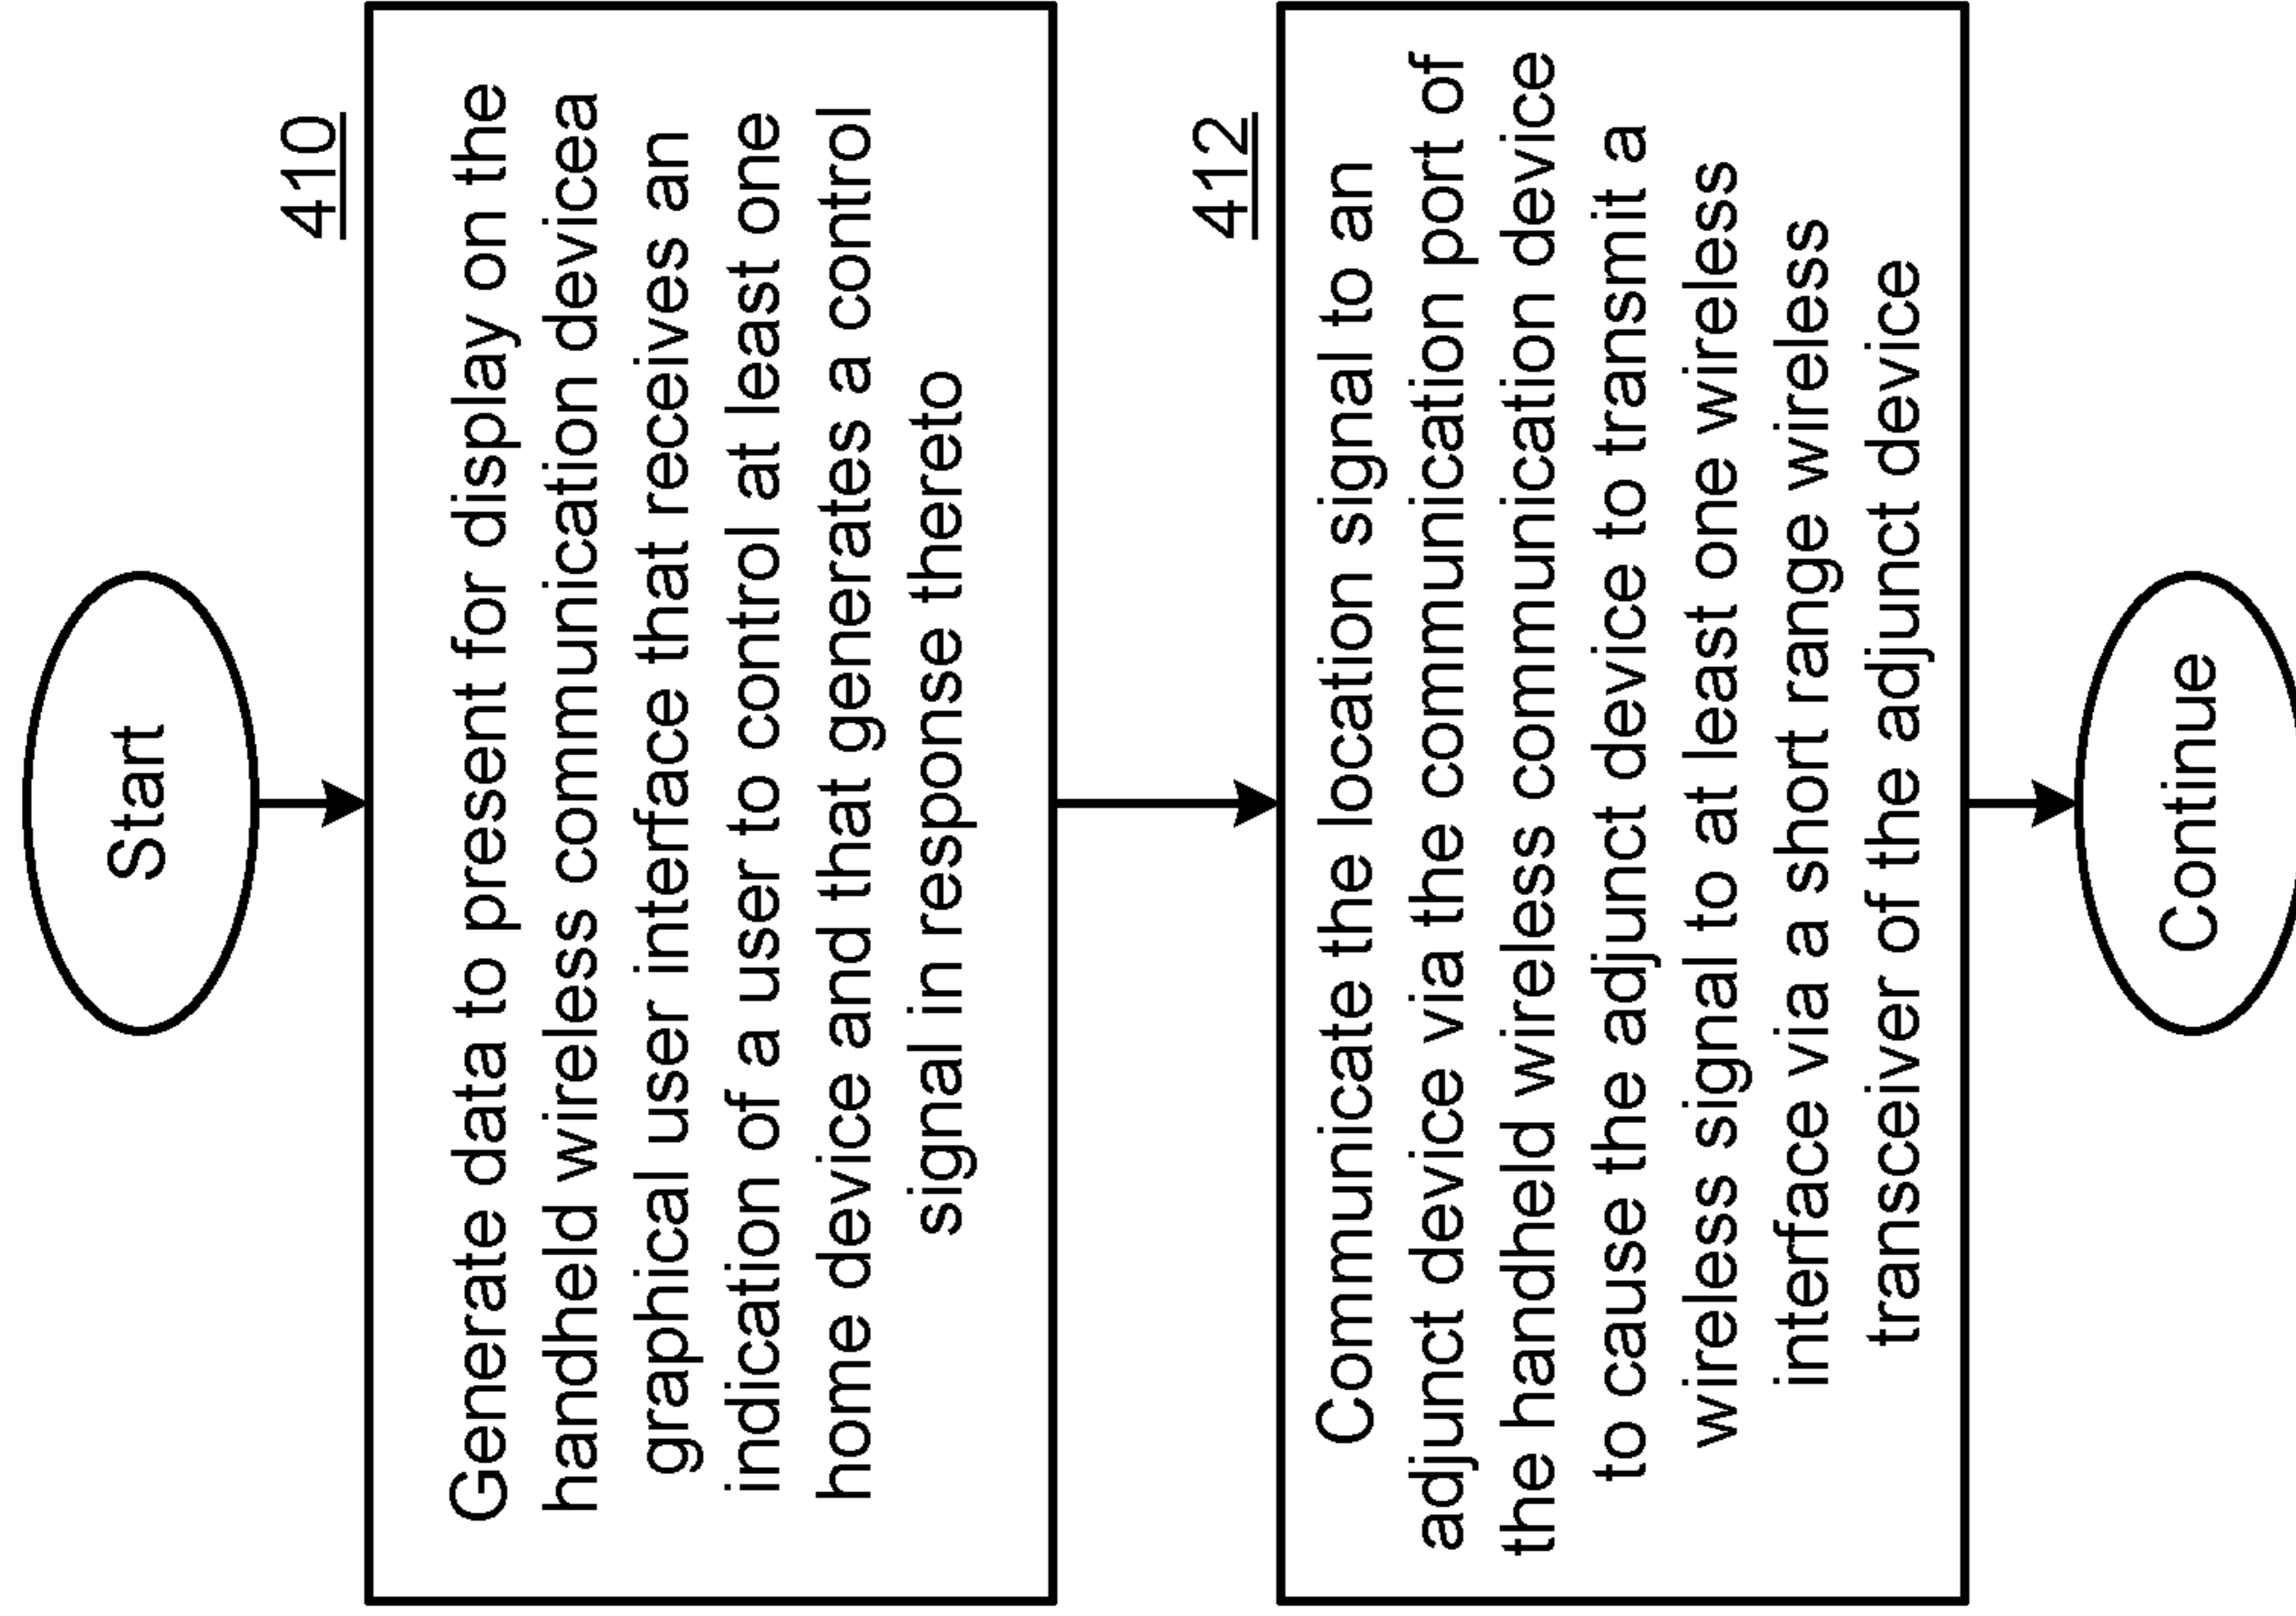 Start
410
Generate data to present for display on the
handheld wireless communication devicea
graphical user interface that receives an
indication of a user to control at least one
home device and that generates a control
signal in response thereto
412
Communicate the location signal to an
adjunct device via the communication port of
the handheld wireless communication device
to cause the adjunct device to transmit a
wireless signal to at least one wireless
interface via a short range wireless
transceiver of the adjunct device
Continue